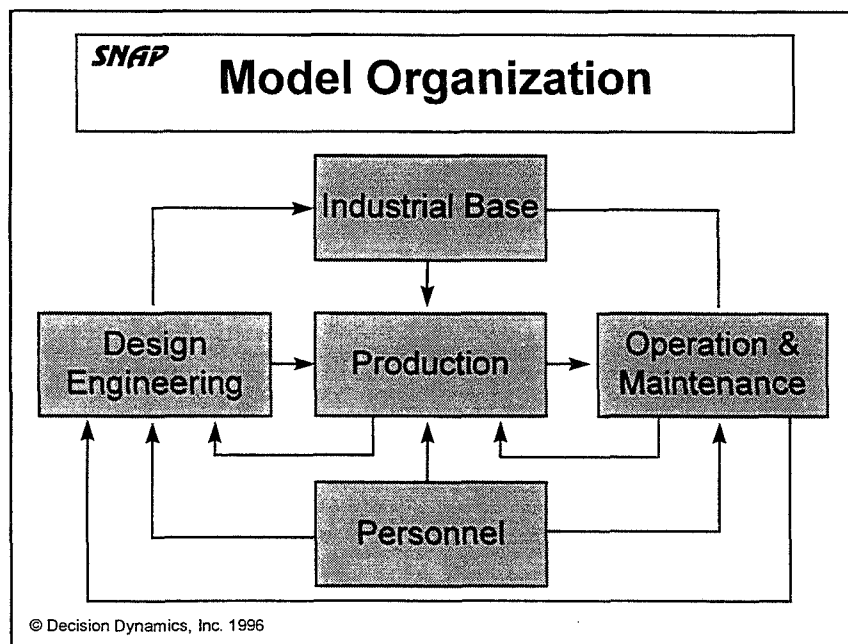 SNAP
Model Organization
Industrial Base
Design
Engineering
Production
Operation &
Maintenance
Personnel
© Decision Dynamics, Inc. 1996